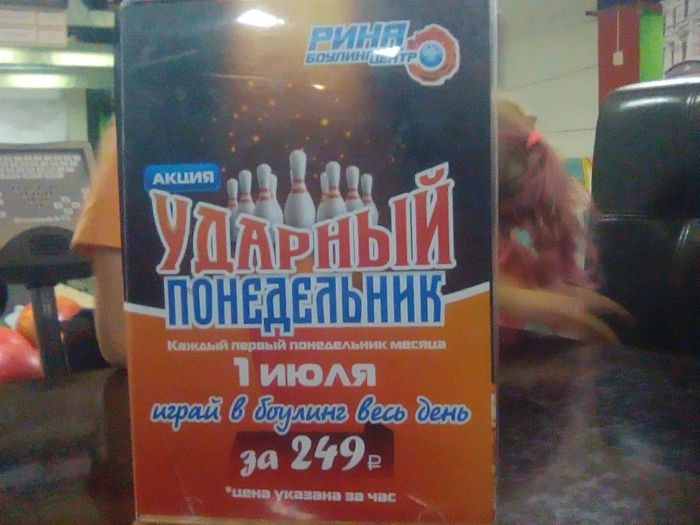 РИНА
БОУЛИНГ ЦЕНТР
АКЦИЯ
УДАРНЫЙ
ПОНЕДЕЛЬНИК
Каждый первый понедельник месяца
1 ИЮЛЯ
играй в боулинг весь день
за 249 ₽
*цена указана за час